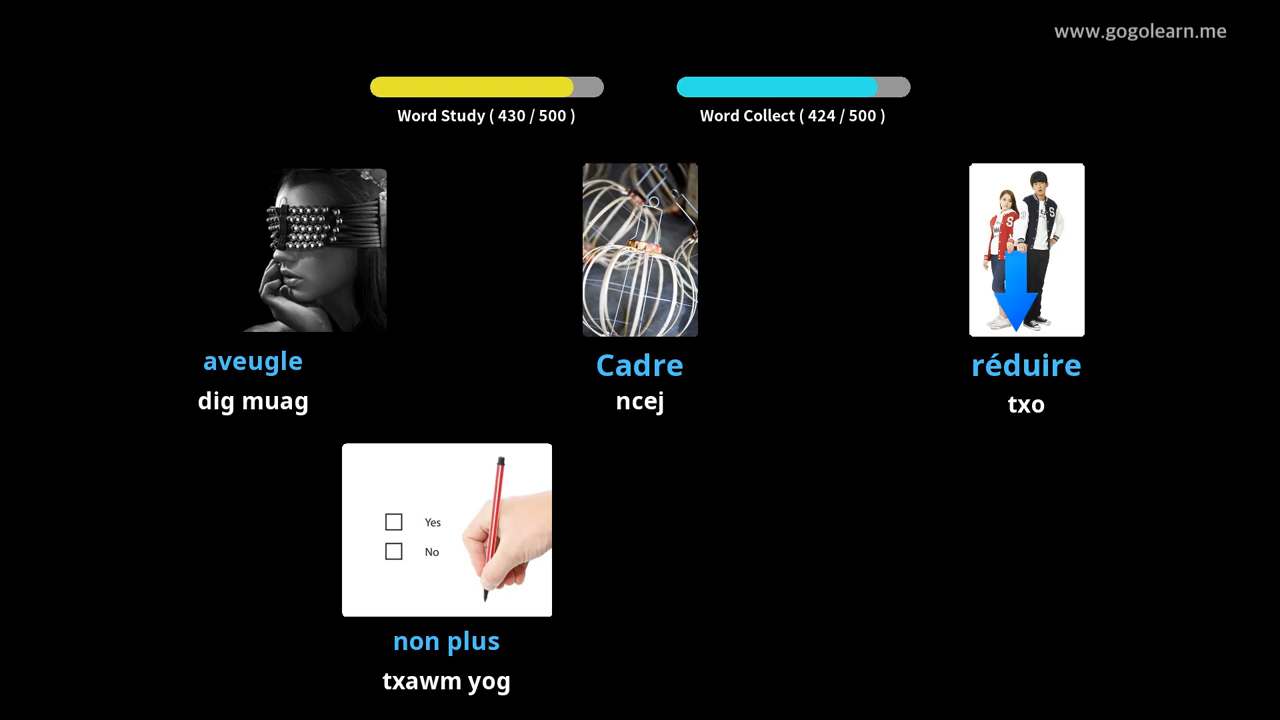 www.gogolearn.me
Word Study ( 430 / 500 )
Word Collect ( 424 / 500 )
aveugle
dig muag
Cadre
ncej
S
S
réduire
txo
Yes
No
non plus
txawm yog